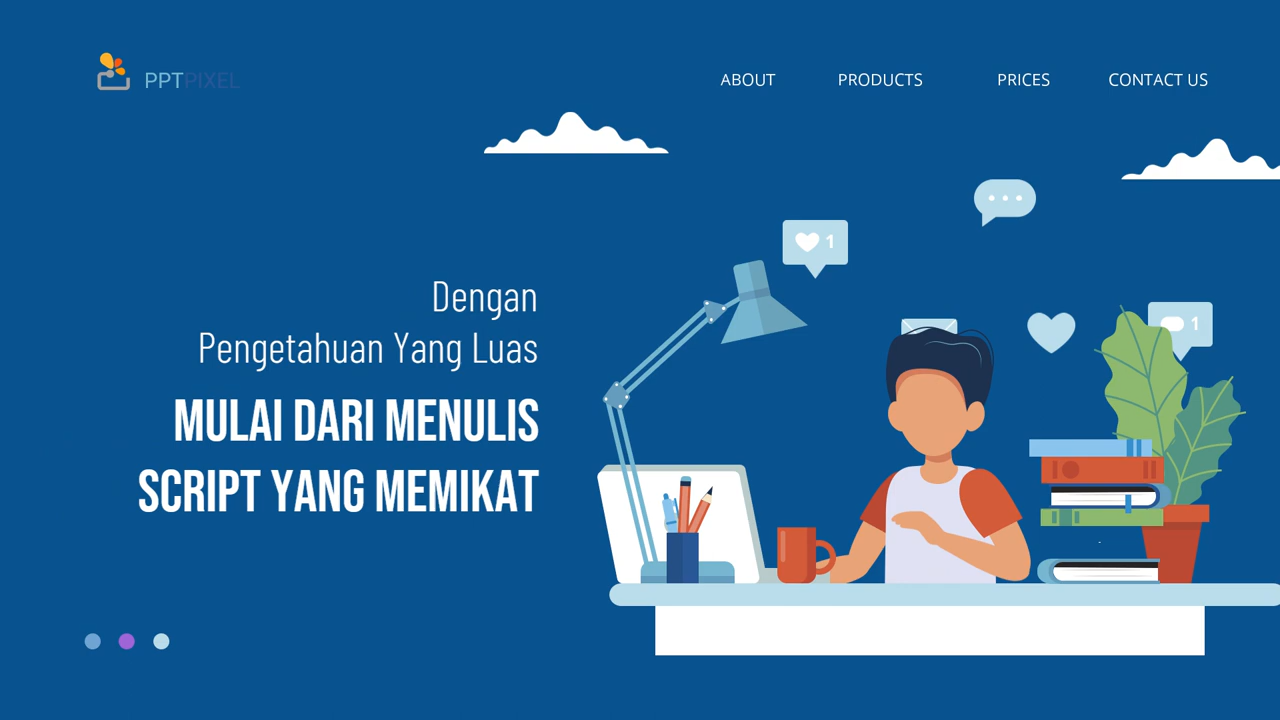 PPTPIXEL
ABOUT PRODUCTS PRICES CONTACT US
1
1
Dengan
Pengetahuan Yang Luas
MULAI DARI MENULIS
SCRIPT YANG MEMIKAT